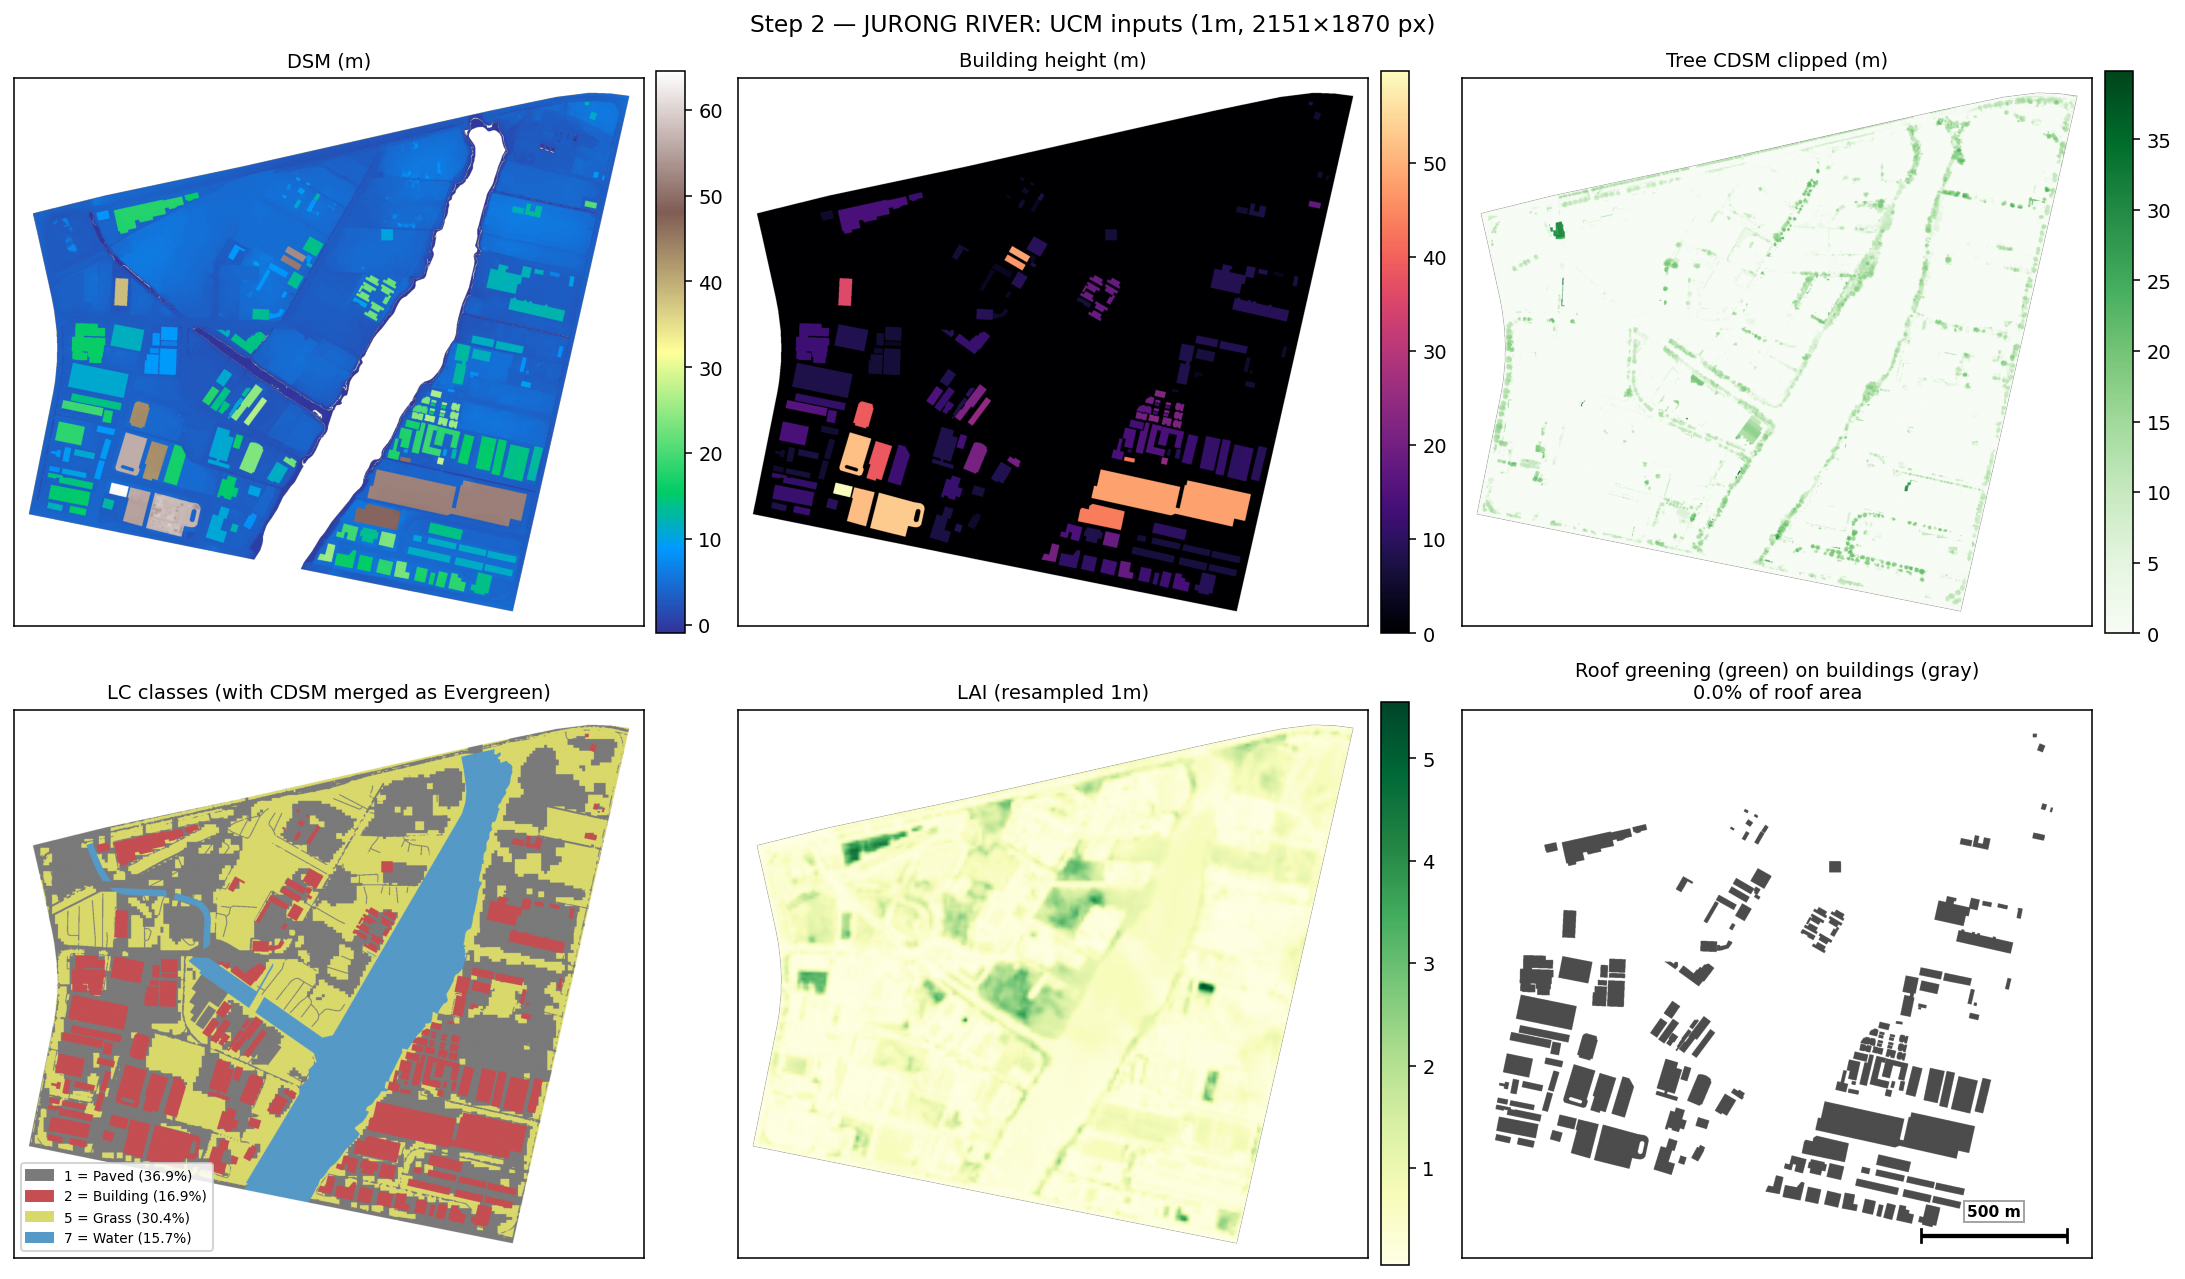 Step 2 — JURONG RIVER: UCM inputs (1m, 2151×1870 px)
DSM (m)
60
50
40
30
20
10
0
Building height (m)
50
40
30
20
10
0
Tree CDSM clipped (m)
35
30
25
20
15
10
5
0
LC classes (with CDSM merged as Evergreen)
1 = Paved (36.9%)
2 = Building (16.9%)
5 = Grass (30.4%)
7 = Water (15.7%)
LAI (resampled 1m)
5
4
3
2
1
Roof greening (green) on buildings (gray)
0.0% of roof area
500 m